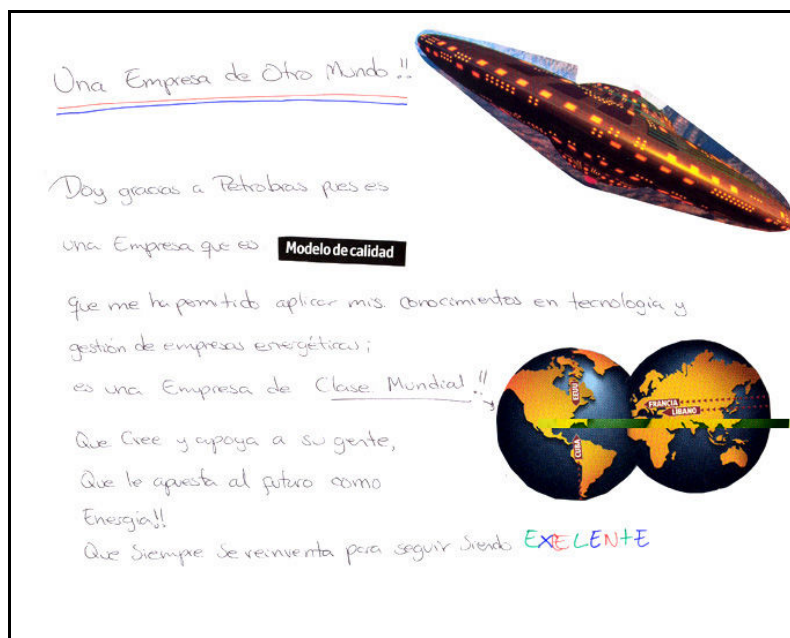 Una Empresa de Otro Mundo!!
Doy gracias a Petrobras pues es
una Empresa que es Modelo de calidad
que me ha permitido aplicar mis conocimientos en tecnología y
gestión de empresas energéticas;
es una Empresa de Clase Mundial!!
EEUU
FRANCIA
LÍBANO
CUBA
Que Cree y apoya a su gente,
Que le apuesta al futuro como
Energía!!
Que Siempre se reinventa para seguir siendo EXELENTE